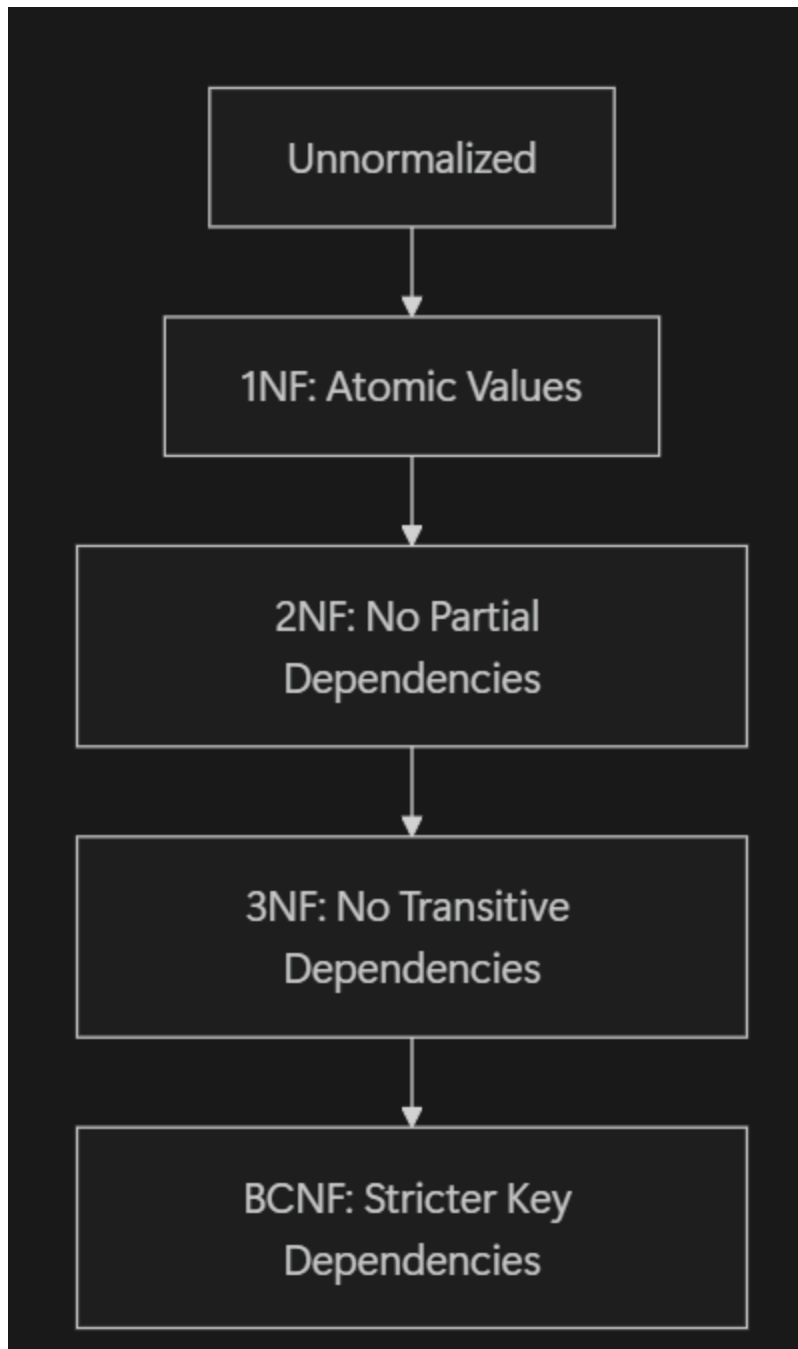 Unnormalized
1NF: Atomic Values
2NF: No Partial
Dependencies
3NF: No Transitive
Dependencies
BCNF: Stricter Key
Dependencies